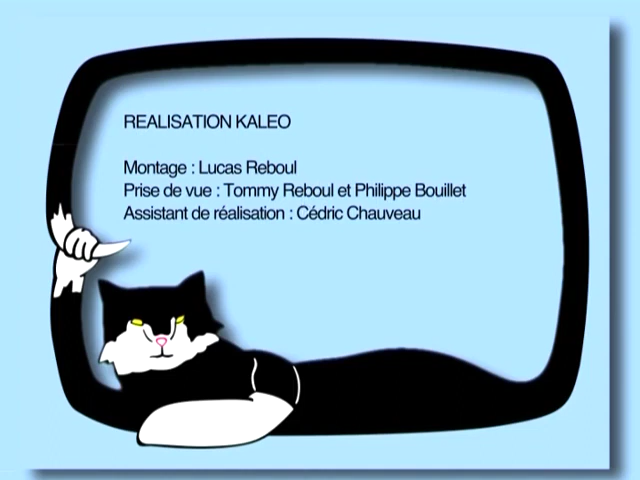 REALISATION KALEO
Montage : Lucas Reboul
Prise de vue : Tommy Reboul et Philippe Bouillet
Assistant de réalisation : Cédric Chauveau